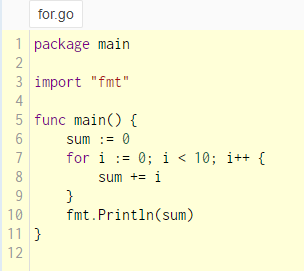 for.go
1 package main
2
3 import "fmt"
4
5 func main() {
6     sum := 0
7     for i := 0; i < 10; i++ {
8         sum += i
9     }
10     fmt.Println(sum)
11 }
12